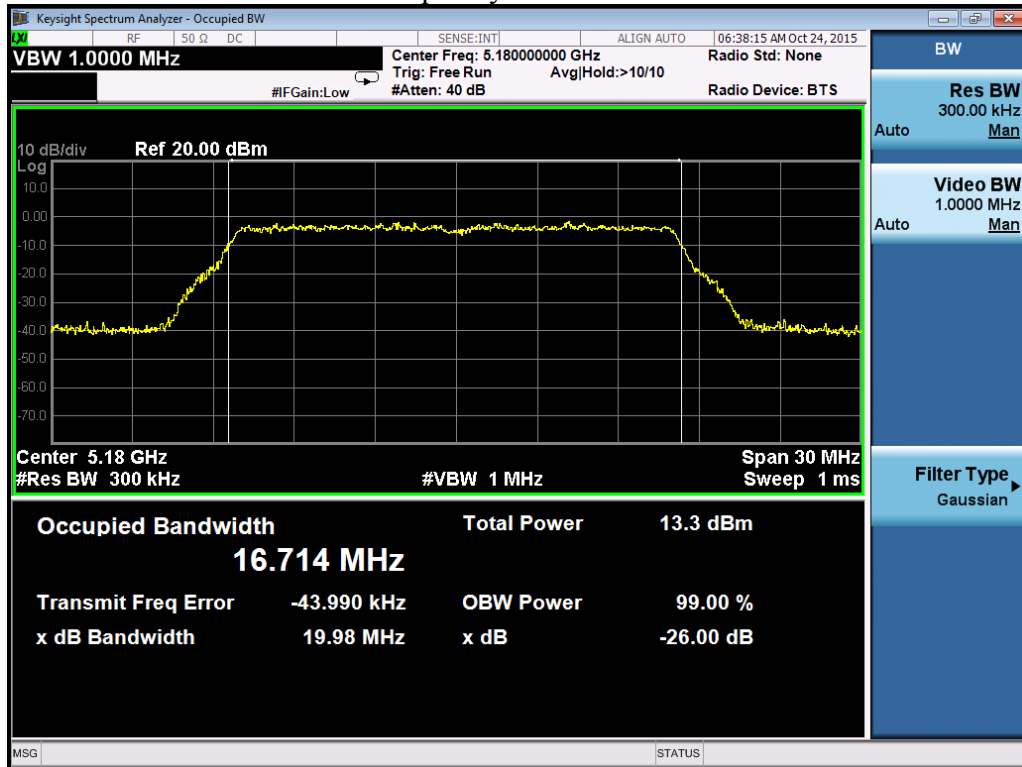 Keysight Spectrum Analyzer - Occupied BW
LXI RF 50 Ω DC SENSE:INT ALIGN AUTO 06:38:15 AM Oct 24, 2015
VBW 1.0000 MHz
Center Freq: 5.180000000 GHz Radio Std: None
Trig: Free Run Avg|Hold:>10/10
#IFGain:Low #Atten: 40 dB Radio Device: BTS
10 dB/div Ref 20.00 dBm
Log
10.0
0.00
-10.0
-20.0
-30.0
-40.0
-50.0
-60.0
-70.0
Center 5.18 GHz Span 30 MHz
#Res BW 300 kHz #VBW 1 MHz Sweep 1 ms
Occupied Bandwidth Total Power 13.3 dBm
16.714 MHz
Transmit Freq Error -43.990 kHz OBW Power 99.00 %
x dB Bandwidth 19.98 MHz x dB -26.00 dB
MSG STATUS
BW
Res BW
300.00 kHz
Auto Man
Video BW
1.0000 MHz
Auto Man
Filter Type
Gaussian